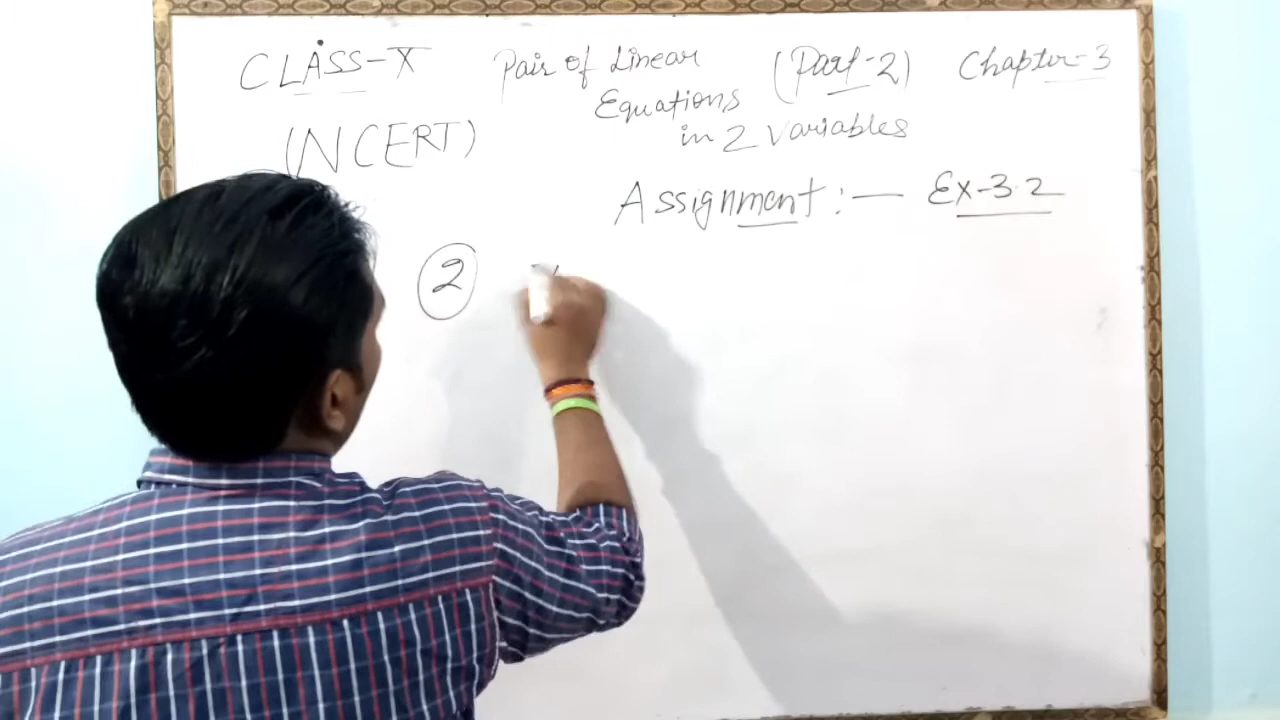 CLASS-X Pair of Linear (Part-2) Chapter-3
Equations
in 2 Variables
(NCERT)
Assignment :— Ex-3.2
2